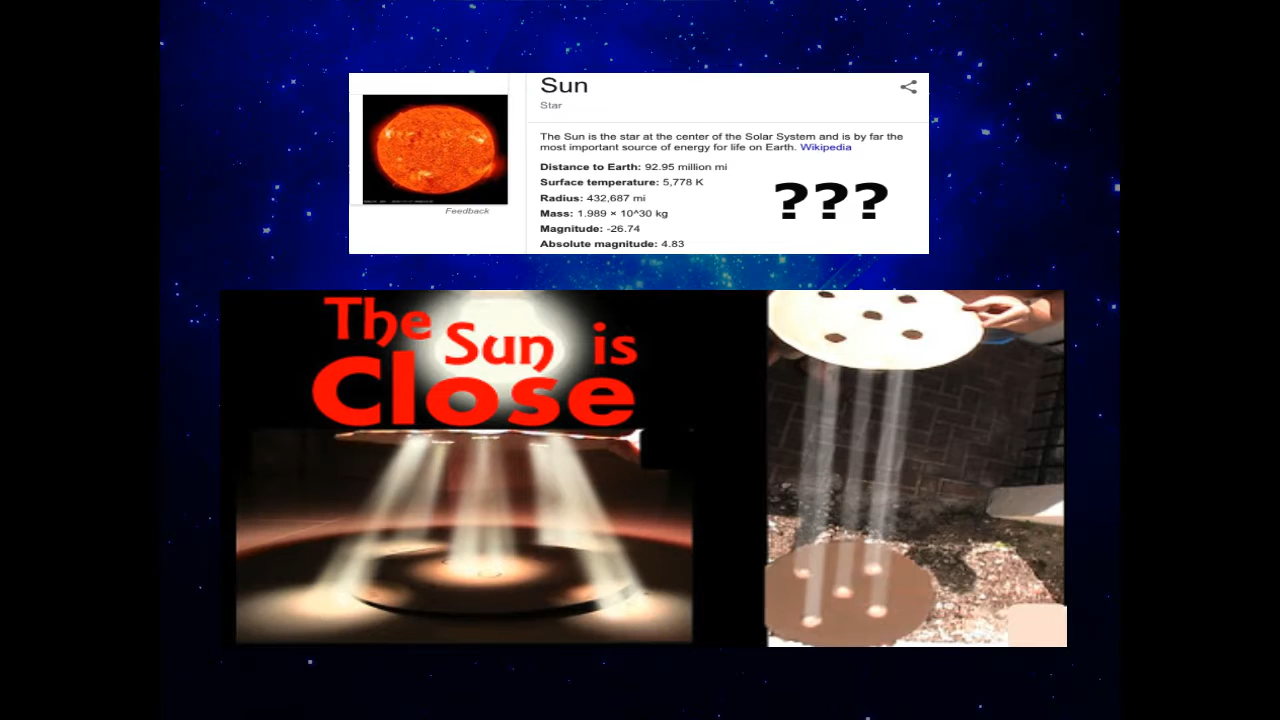 Sun
Star
The Sun is the star at the center of the Solar System and is by far the
most important source of energy for life on Earth. Wikipedia
Distance to Earth: 92.95 million mi
Surface temperature: 5,778 K
Radius: 432,687 mi
Mass: 1.989 × 10^30 kg
Magnitude: -26.74
Absolute magnitude: 4.83
Feedback
???
The
Sun is
Close